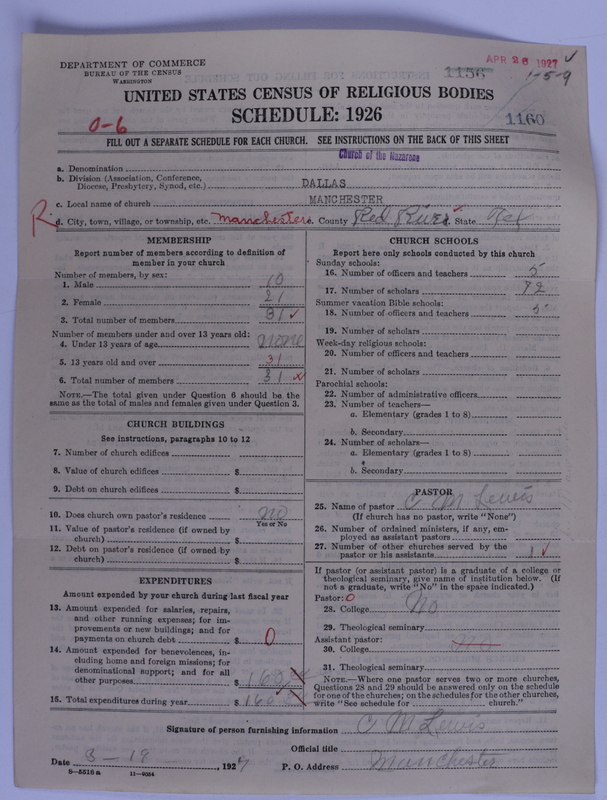 DEPARTMENT OF COMMERCE
BUREAU OF THE CENSUS
WASHINGTON
APR 26 1927
1156
1-5-9
UNITED STATES CENSUS OF RELIGIOUS BODIES
SCHEDULE: 1926
0-6
1160
FILL OUT A SEPARATE SCHEDULE FOR EACH CHURCH. SEE INSTRUCTIONS ON THE BACK OF THIS SHEET
Church of the Nazarene
a. Denomination
b. Division (Association, Conference, Diocese, Presbytery, Synod, etc.) DALLAS
c. Local name of church MANCHESTER
R d. City, town, village, or township, etc. Manchester e. County Red River State Tex
MEMBERSHIP
Report number of members according to definition of member in your church
Number of members, by sex:
1. Male 10
2. Female 21
3. Total number of members 31
Number of members under and over 13 years old:
4. Under 13 years of age None
5. 13 years old and over 31
6. Total number of members 31
NOTE.—The total given under Question 6 should be the same as the total of males and females given under Question 3.
CHURCH BUILDINGS
See instructions, paragraphs 10 to 12
7. Number of church edifices
8. Value of church edifices $
9. Debt on church edifices $
10. Does church own pastor's residence no
Yes or No
11. Value of pastor's residence (if owned by church) $
12. Debt on pastor's residence (if owned by church) $
EXPENDITURES
Amount expended by your church during last fiscal year
13. Amount expended for salaries, repairs, and other running expenses; for improvements or new buildings; and for payments on church debt $ 0
14. Amount expended for benevolences, including home and foreign missions; for denominational support; and for all other purposes $
15. Total expenditures during year $
CHURCH SCHOOLS
Report here only schools conducted by this church
Sunday schools:
16. Number of officers and teachers 5
17. Number of scholars 92
Summer vacation Bible schools:
18. Number of officers and teachers
19. Number of scholars
Week-day religious schools:
20. Number of officers and teachers
21. Number of scholars
Parochial schools:
22. Number of administrative officers
23. Number of teachers—
a. Elementary (grades 1 to 8)
b. Secondary
24. Number of scholars—
a. Elementary (grades 1 to 8)
b. Secondary
PASTOR
25. Name of pastor C M Lewis
(If church has no pastor, write "None")
26. Number of ordained ministers, if any, employed as assistant pastors
27. Number of other churches served by the pastor or his assistants 1
If pastor (or assistant pastor) is a graduate of a college or theological seminary, give name of institution below. (If not a graduate, write "No" in the space indicated.)
Pastor: 0
28. College No
29. Theological seminary
Assistant pastor:
30. College no
31. Theological seminary
NOTE.—Where one pastor serves two or more churches, Questions 28 and 29 should be answered only on the schedule for one of the churches; on the schedules for the other churches, write "See schedule for church."
Signature of person furnishing information C M Lewis
Official title
Date 3-19, 1927 P. O. Address Manchester
8-5518a 11-9024